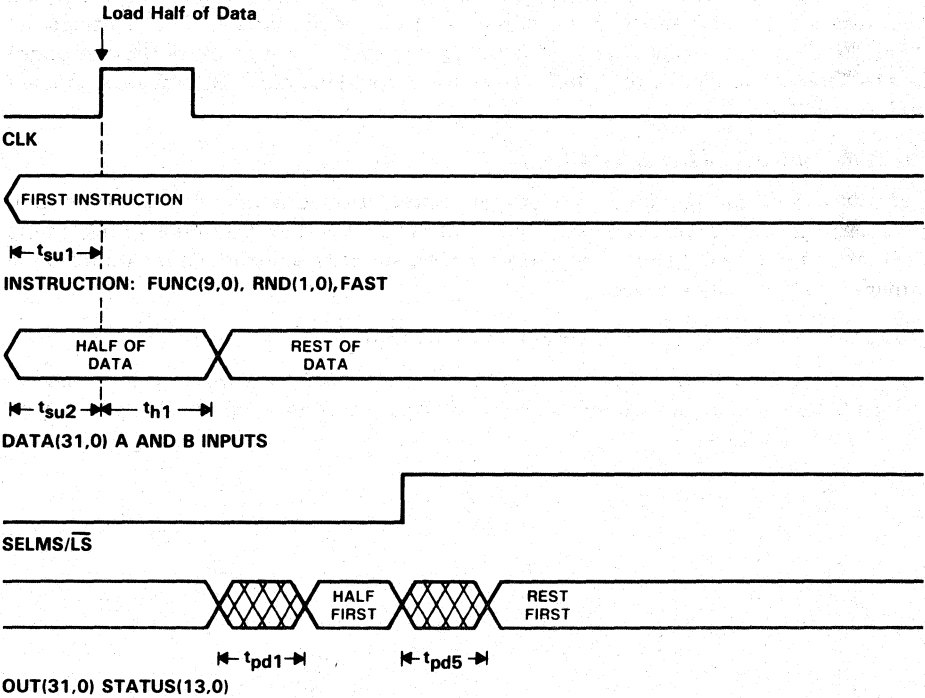 Load Half of Data
CLK
FIRST INSTRUCTION
tsu1
INSTRUCTION: FUNC(9,0), RND(1,0), FAST
HALF OF
DATA
REST OF
DATA
tsu2
th1
DATA(31,0) A AND B INPUTS
SELMS/L̅S̅
HALF
FIRST
REST
FIRST
tpd1
tpd5
OUT(31,0) STATUS(13,0)